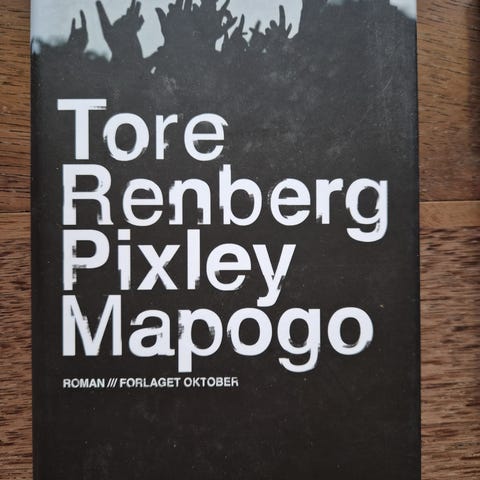 Tore
Renberg
Pixley
Mapogo
ROMAN /// FORLAGET OKTOBER